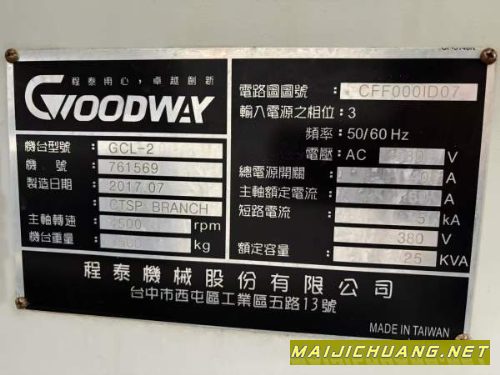 程泰用心，卓越創新
GOODWAY
機台型號：GCL-2
機 號：761569
製造日期：2017.07
：CTSP BRANCH
主軸轉速：500 rpm
機台重量：500 kg
電路圖圖號：CFF000ID07
輸入電源之相位：3
頻率：50/60 Hz
電壓：AC 380 V
總電源開關：A
主軸額定電流：A
短路電流：5 kA
：380 V
額定容量：25 KVA
程泰機械股份有限公司
台中市西屯區工業區五路13號
MADE IN TAIWAN
MAIJICHUANG.NET